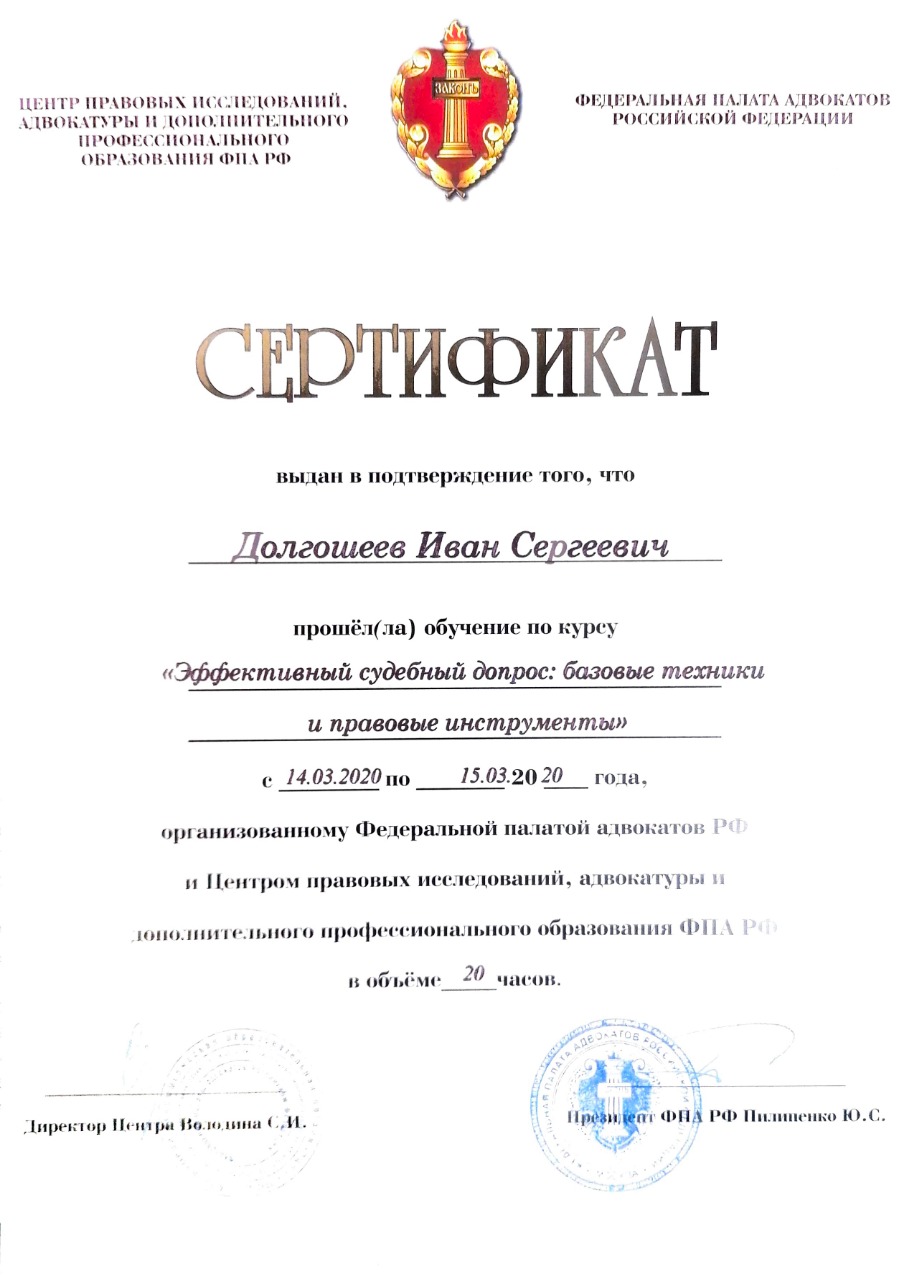 ЦЕНТР ПРАВОВЫХ ИССЛЕДОВАНИЙ,
АДВОКАТУРЫ И ДОПОЛНИТЕЛЬНОГО
ПРОФЕССИОНАЛЬНОГО
ОБРАЗОВАНИЯ ФПА РФ
ЗАКОНЪ
ФЕДЕРАЛЬНАЯ ПАЛАТА АДВОКАТОВ
РОССИЙСКОЙ ФЕДЕРАЦИИ
СЕРТИФИКАТ
выдан в подтверждение того, что
Долгошеев Иван Сергеевич
прошёл(ла) обучение по курсу
«Эффективный судебный допрос: базовые техники
и правовые инструменты»
с 14.03.2020 по 15.03.2020 года,
организованному Федеральной палатой адвокатов РФ
и Центром правовых исследований, адвокатуры и
дополнительного профессионального образования ФПА РФ
в объёме 20 часов.
Директор Центра Володина С.И.
Президент ФПА РФ Пилипенко Ю.С.
ПАЛАТА АДВОКАТОВ